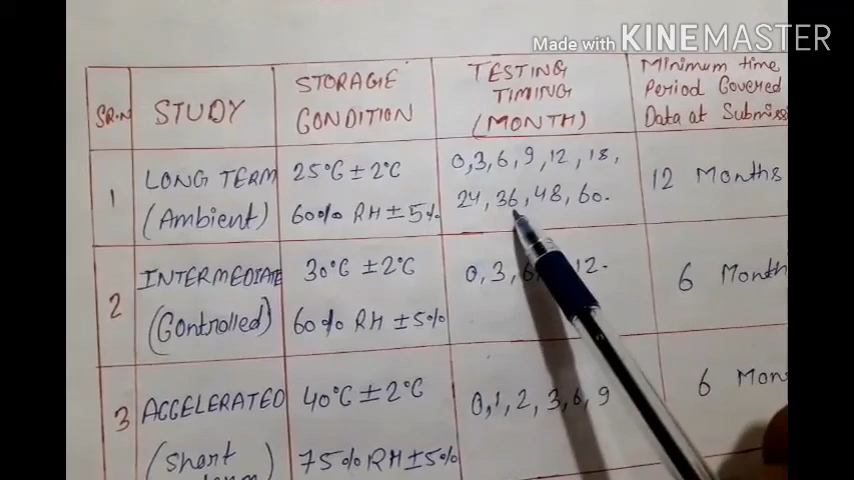 Made with KINEMASTER
SR.N
STUDY
STORAGE
CONDITION
TESTING
TIMING
(MONTH)
Minimum time
Period Covered
Data at Submiss
1
LONG TERM
(Ambient)
25°C ± 2°C
60% RH ± 5%
0, 3, 6, 9, 12, 18,
24, 36, 48, 60.
12 Months
2
INTERMEDIATE
(Controlled)
30°C ± 2°C
60% RH ± 5%
0, 3, 6, 12.
6 Month
3
ACCELERATED
(Short
40°C ± 2°C
75% RH ± 5%
0, 1, 2, 3, 6, 9
6 Mon